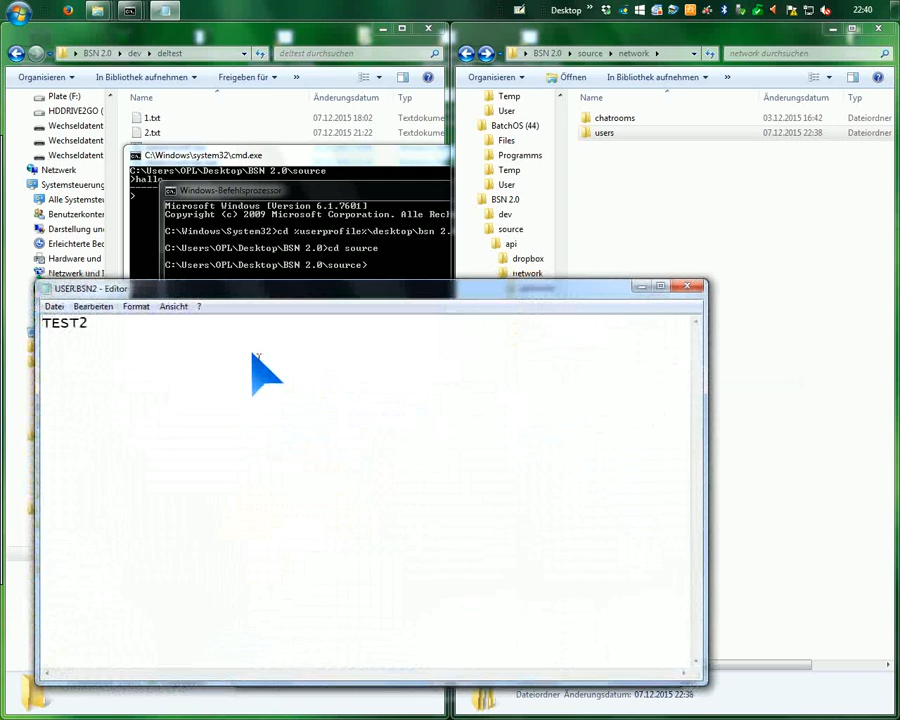 Desktop
22:40
BSN 2.0 dev deltest
deltest durchsuchen
Organisieren In Bibliothek aufnehmen Freigeben für »
Plate (F:)
HDDRIVE2GO (
Wechseldatent
Wechseldatent
Wechseldatent
Netzwerk
Systemsteuerung
Alle Systemste
Benutzerkonter
Darstellung un
Erleichterte Bec
Hardware und
Netzwerk und I
Name Änderungsdatum Typ
1.txt 07.12.2015 18:02 Textdokume
2.txt 07.12.2015 21:22 Textdokume
C:\Windows\system32\cmd.exe
C:\Users\OPL\Desktop\BSN 2.0\source
>hallo
>
Windows-Befehlsprozessor
Microsoft Windows [Version 6.1.7601]
Copyright (c) 2009 Microsoft Corporation. Alle Rech
C:\Windows\System32>cd %userprofile%\desktop\bsn 2.
C:\Users\OPL\Desktop\BSN 2.0>cd source
C:\Users\OPL\Desktop\BSN 2.0\source>
BSN 2.0 source network
network durchsuchen
Organisieren Öffnen In Bibliothek aufnehmen »
Temp
User
BatchOS (44)
Files
Programms
Temp
User
BSN 2.0
dev
source
api
dropbox
network
Name Änderungsdatum Typ
chatrooms 03.12.2015 16:42 Dateiordner
users 07.12.2015 22:38 Dateiordner
USER.BSN2 - Editor
Datei Bearbeiten Format Ansicht ?
TEST2
Dateiordner Änderungsdatum: 07.12.2015 22:38